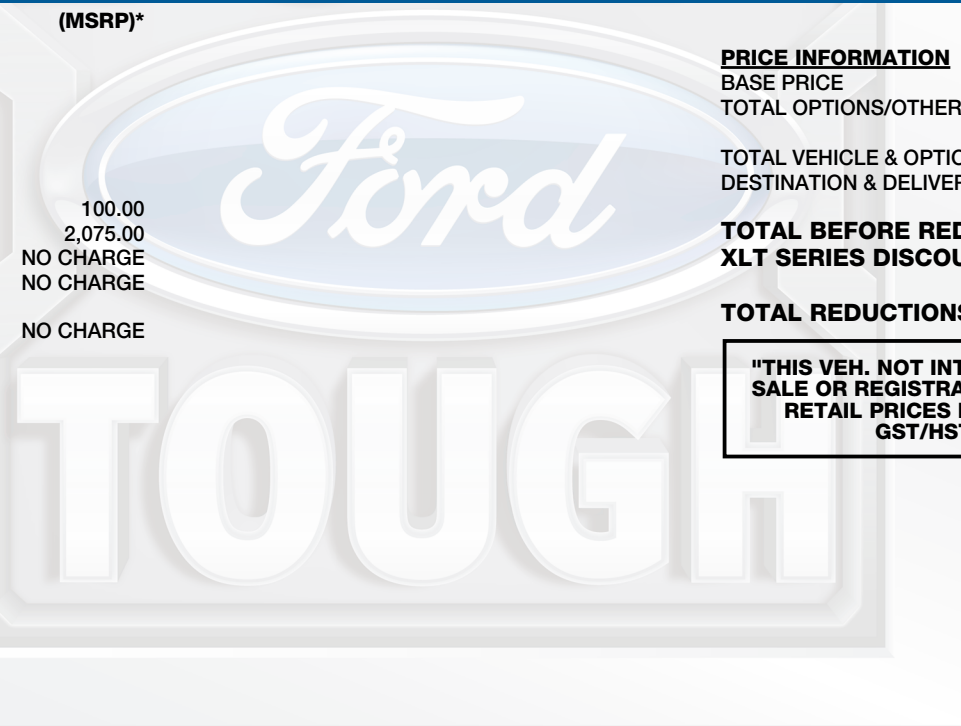 (MSRP)*
100.00
2,075.00
NO CHARGE
NO CHARGE
NO CHARGE
PRICE INFORMATION
BASE PRICE
TOTAL OPTIONS/OTHER
TOTAL VEHICLE & OPTIO
DESTINATION & DELIVER
TOTAL BEFORE RED
XLT SERIES DISCOU
TOTAL REDUCTIONS
"THIS VEH. NOT INT
SALE OR REGISTRA
RETAIL PRICES
GST/HST
Ford
TOUGH